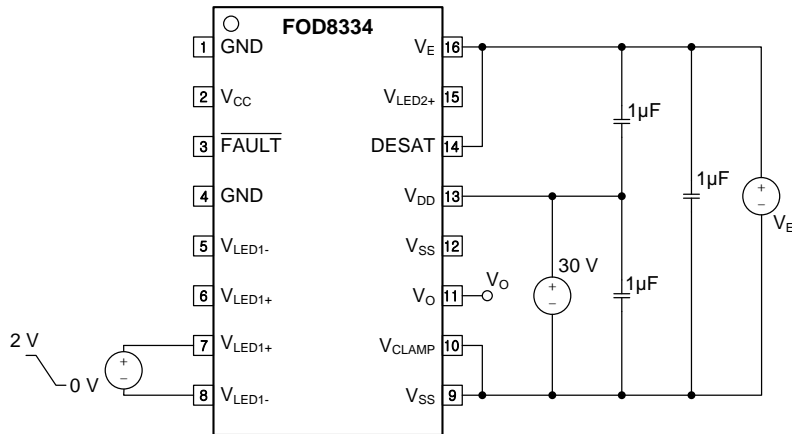 FOD8334
1 GND
2 VCC
3 FAULT
4 GND
5 VLED1-
6 VLED1+
7 VLED1+
8 VLED1-
VE 16
VLED2+ 15
DESAT 14
VDD 13
VSS 12
VO 11
VCLAMP 10
VSS 9
2 V
0 V
+
−
VO
30 V
+
−
1µF
1µF
1µF
+
−
VE